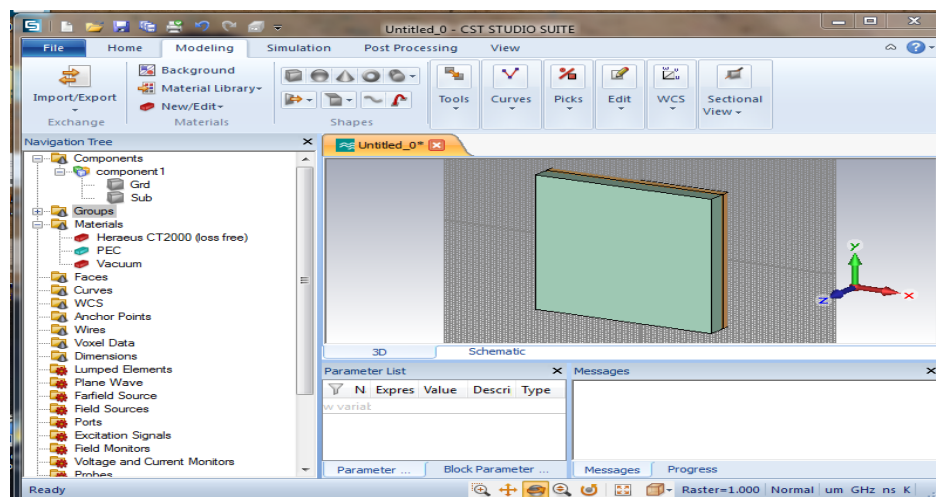 Untitled_0 - CST STUDIO SUITE
File Home Modeling Simulation Post Processing View
Import/Export
Exchange
Background
Material Library
New/Edit
Materials
Shapes
Tools
Curves
Picks
Edit
WCS
Sectional
View
Navigation Tree
Components
component1
Grd
Sub
Groups
Materials
Heraeus CT2000 (loss free)
PEC
Vacuum
Faces
Curves
WCS
Anchor Points
Wires
Voxel Data
Dimensions
Lumped Elements
Plane Wave
Farfield Source
Field Sources
Ports
Excitation Signals
Field Monitors
Voltage and Current Monitors
Probes
Untitled_0*
y
x
z
3D Schematic
Parameter List
N Expres Value Descri Type
w varial
Parameter ... Block Parameter ...
Messages
Messages Progress
Ready
Raster=1.000 Normal um GHz ns K